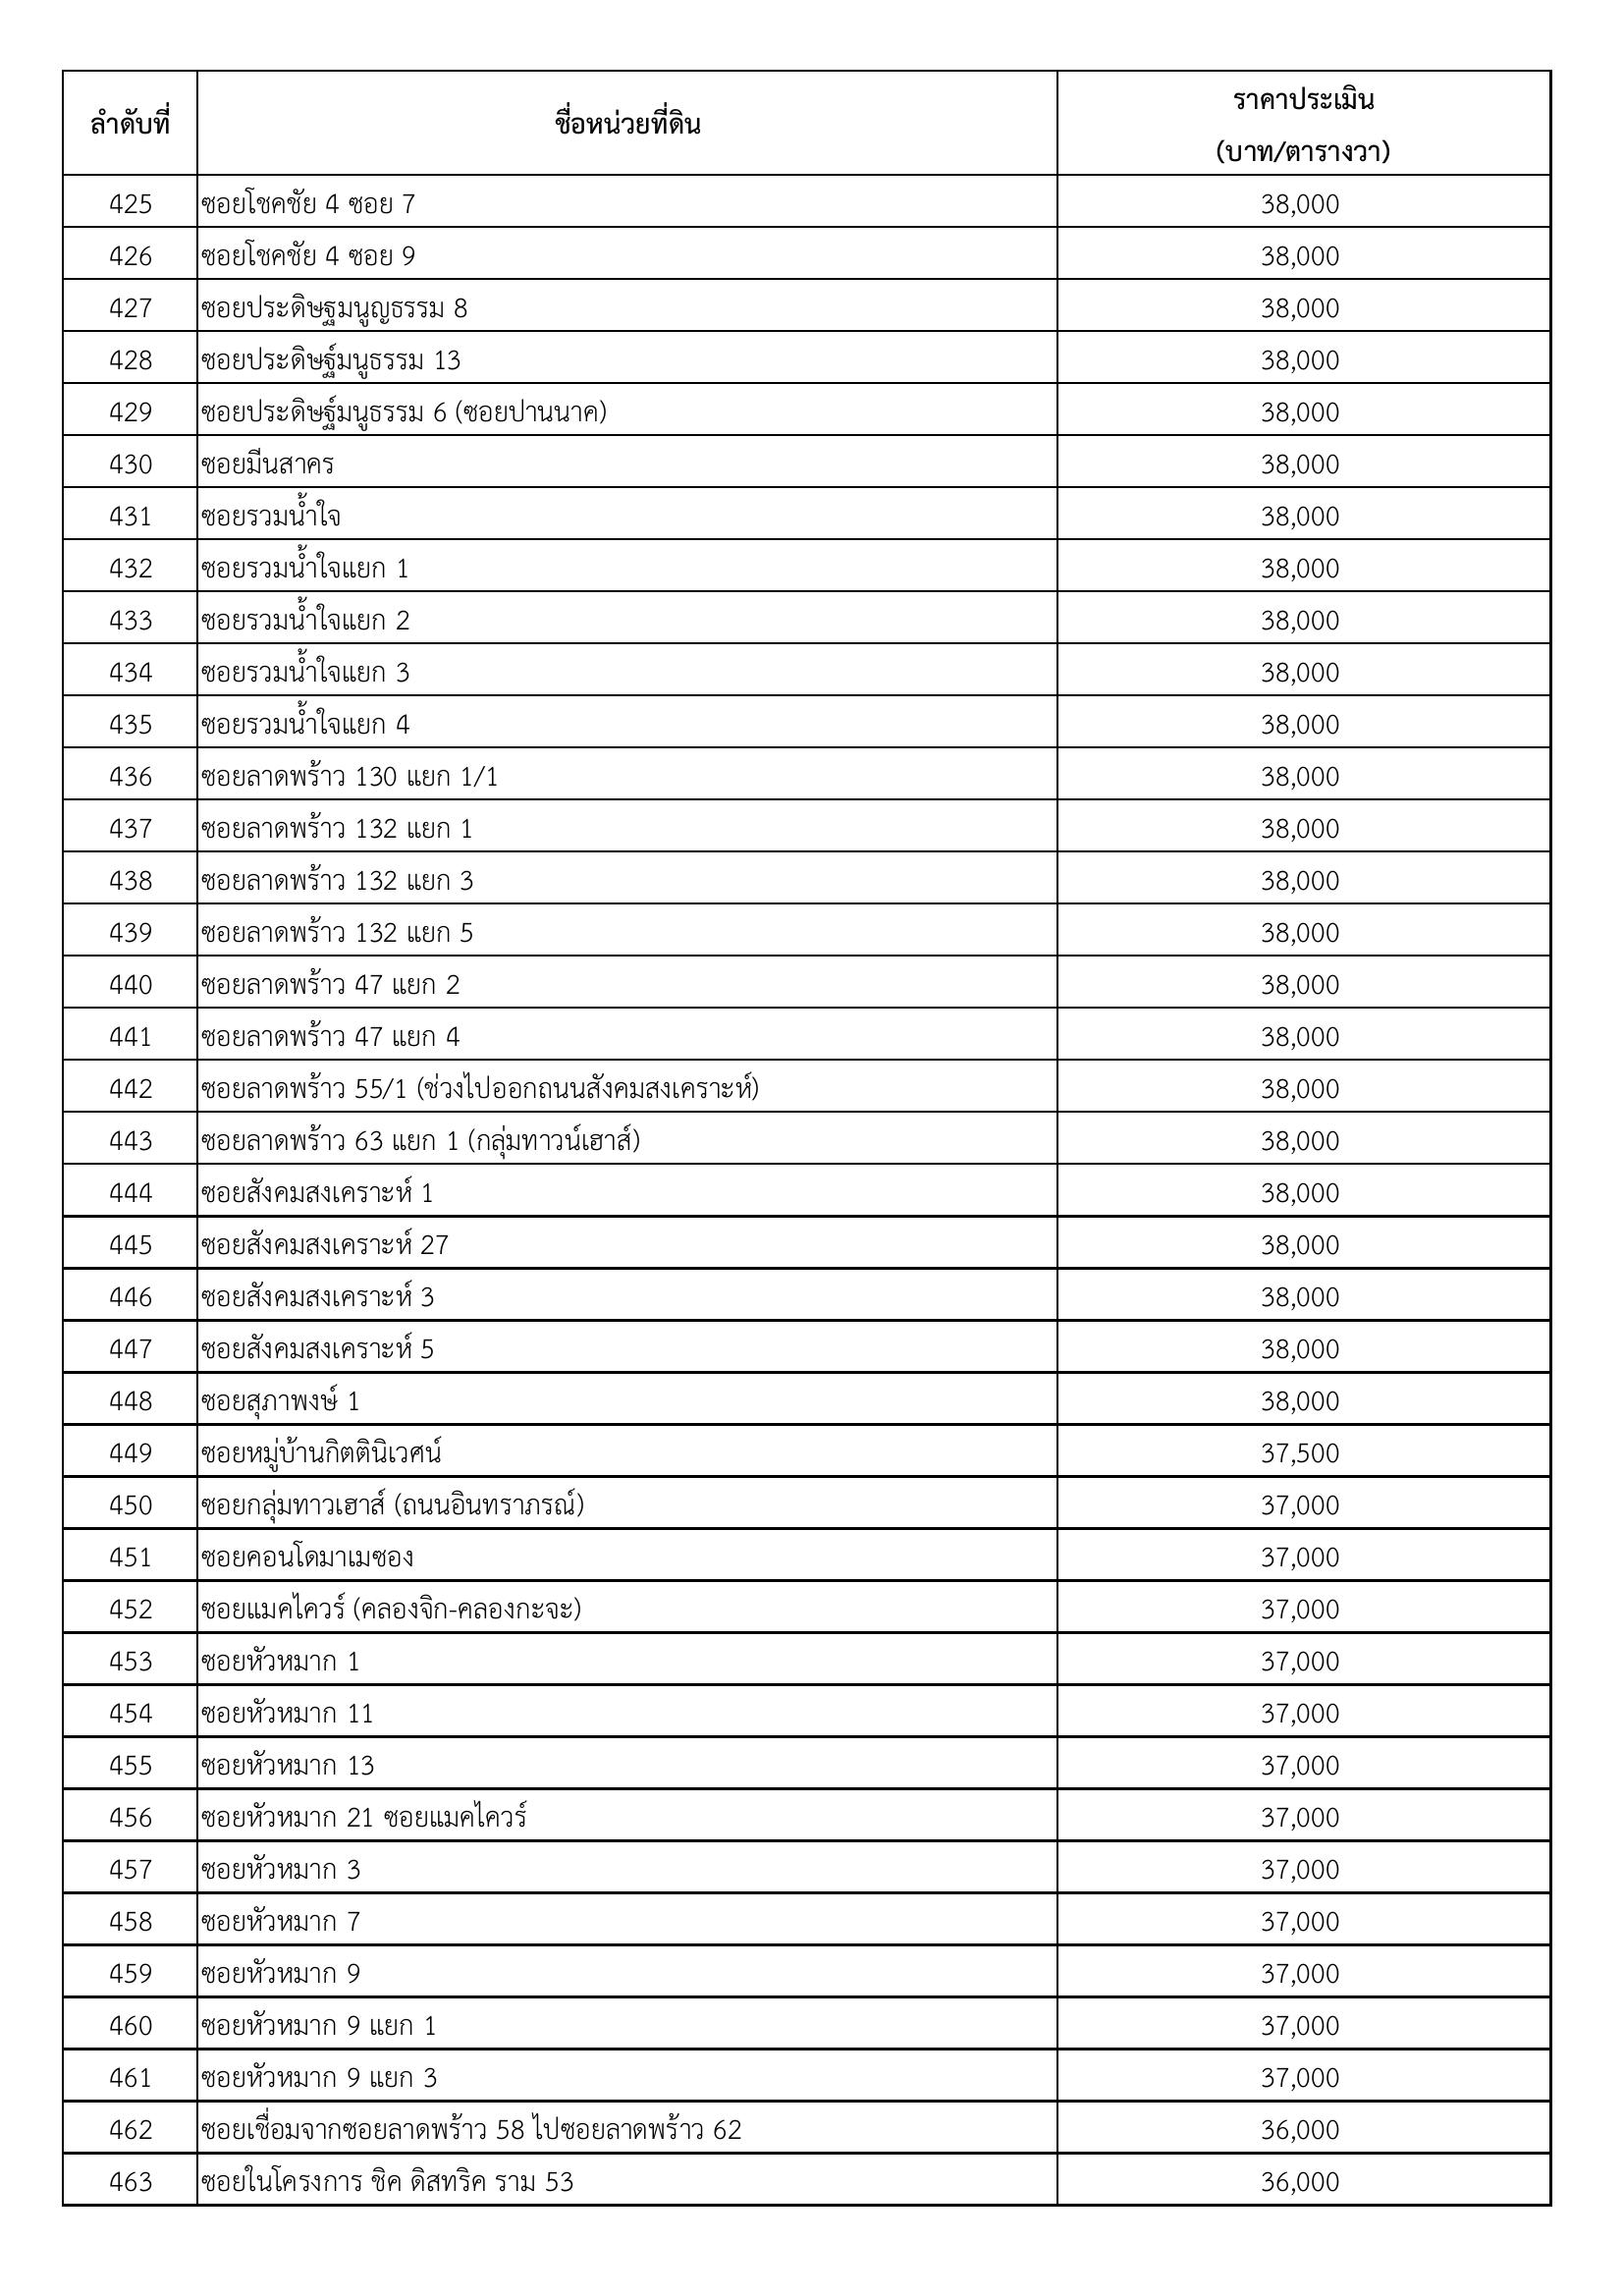 ลำดับที่ ชื่อหน่วยที่ดิน ราคาประเมิน
(บาท/ตารางวา)
425 ซอยโชคชัย 4 ซอย 7 38,000
426 ซอยโชคชัย 4 ซอย 9 38,000
427 ซอยประดิษฐมนูญธรรม 8 38,000
428 ซอยประดิษฐ์มนูธรรม 13 38,000
429 ซอยประดิษฐ์มนูธรรม 6 (ซอยปานนาค) 38,000
430 ซอยมีนสาคร 38,000
431 ซอยรวมน้ำใจ 38,000
432 ซอยรวมน้ำใจแยก 1 38,000
433 ซอยรวมน้ำใจแยก 2 38,000
434 ซอยรวมน้ำใจแยก 3 38,000
435 ซอยรวมน้ำใจแยก 4 38,000
436 ซอยลาดพร้าว 130 แยก 1/1 38,000
437 ซอยลาดพร้าว 132 แยก 1 38,000
438 ซอยลาดพร้าว 132 แยก 3 38,000
439 ซอยลาดพร้าว 132 แยก 5 38,000
440 ซอยลาดพร้าว 47 แยก 2 38,000
441 ซอยลาดพร้าว 47 แยก 4 38,000
442 ซอยลาดพร้าว 55/1 (ช่วงไปออกถนนสังคมสงเคราะห์) 38,000
443 ซอยลาดพร้าว 63 แยก 1 (กลุ่มทาวน์เฮาส์) 38,000
444 ซอยสังคมสงเคราะห์ 1 38,000
445 ซอยสังคมสงเคราะห์ 27 38,000
446 ซอยสังคมสงเคราะห์ 3 38,000
447 ซอยสังคมสงเคราะห์ 5 38,000
448 ซอยสุภาพงษ์ 1 38,000
449 ซอยหมู่บ้านกิตตินิเวศน์ 37,500
450 ซอยกลุ่มทาวเฮาส์ (ถนนอินทราภรณ์) 37,000
451 ซอยคอนโดมาเมซอง 37,000
452 ซอยแมคไควร์ (คลองจิก-คลองกะจะ) 37,000
453 ซอยหัวหมาก 1 37,000
454 ซอยหัวหมาก 11 37,000
455 ซอยหัวหมาก 13 37,000
456 ซอยหัวหมาก 21 ซอยแมคไควร์ 37,000
457 ซอยหัวหมาก 3 37,000
458 ซอยหัวหมาก 7 37,000
459 ซอยหัวหมาก 9 37,000
460 ซอยหัวหมาก 9 แยก 1 37,000
461 ซอยหัวหมาก 9 แยก 3 37,000
462 ซอยเชื่อมจากซอยลาดพร้าว 58 ไปซอยลาดพร้าว 62 36,000
463 ซอยในโครงการ ชิค ดิสทริค ราม 53 36,000